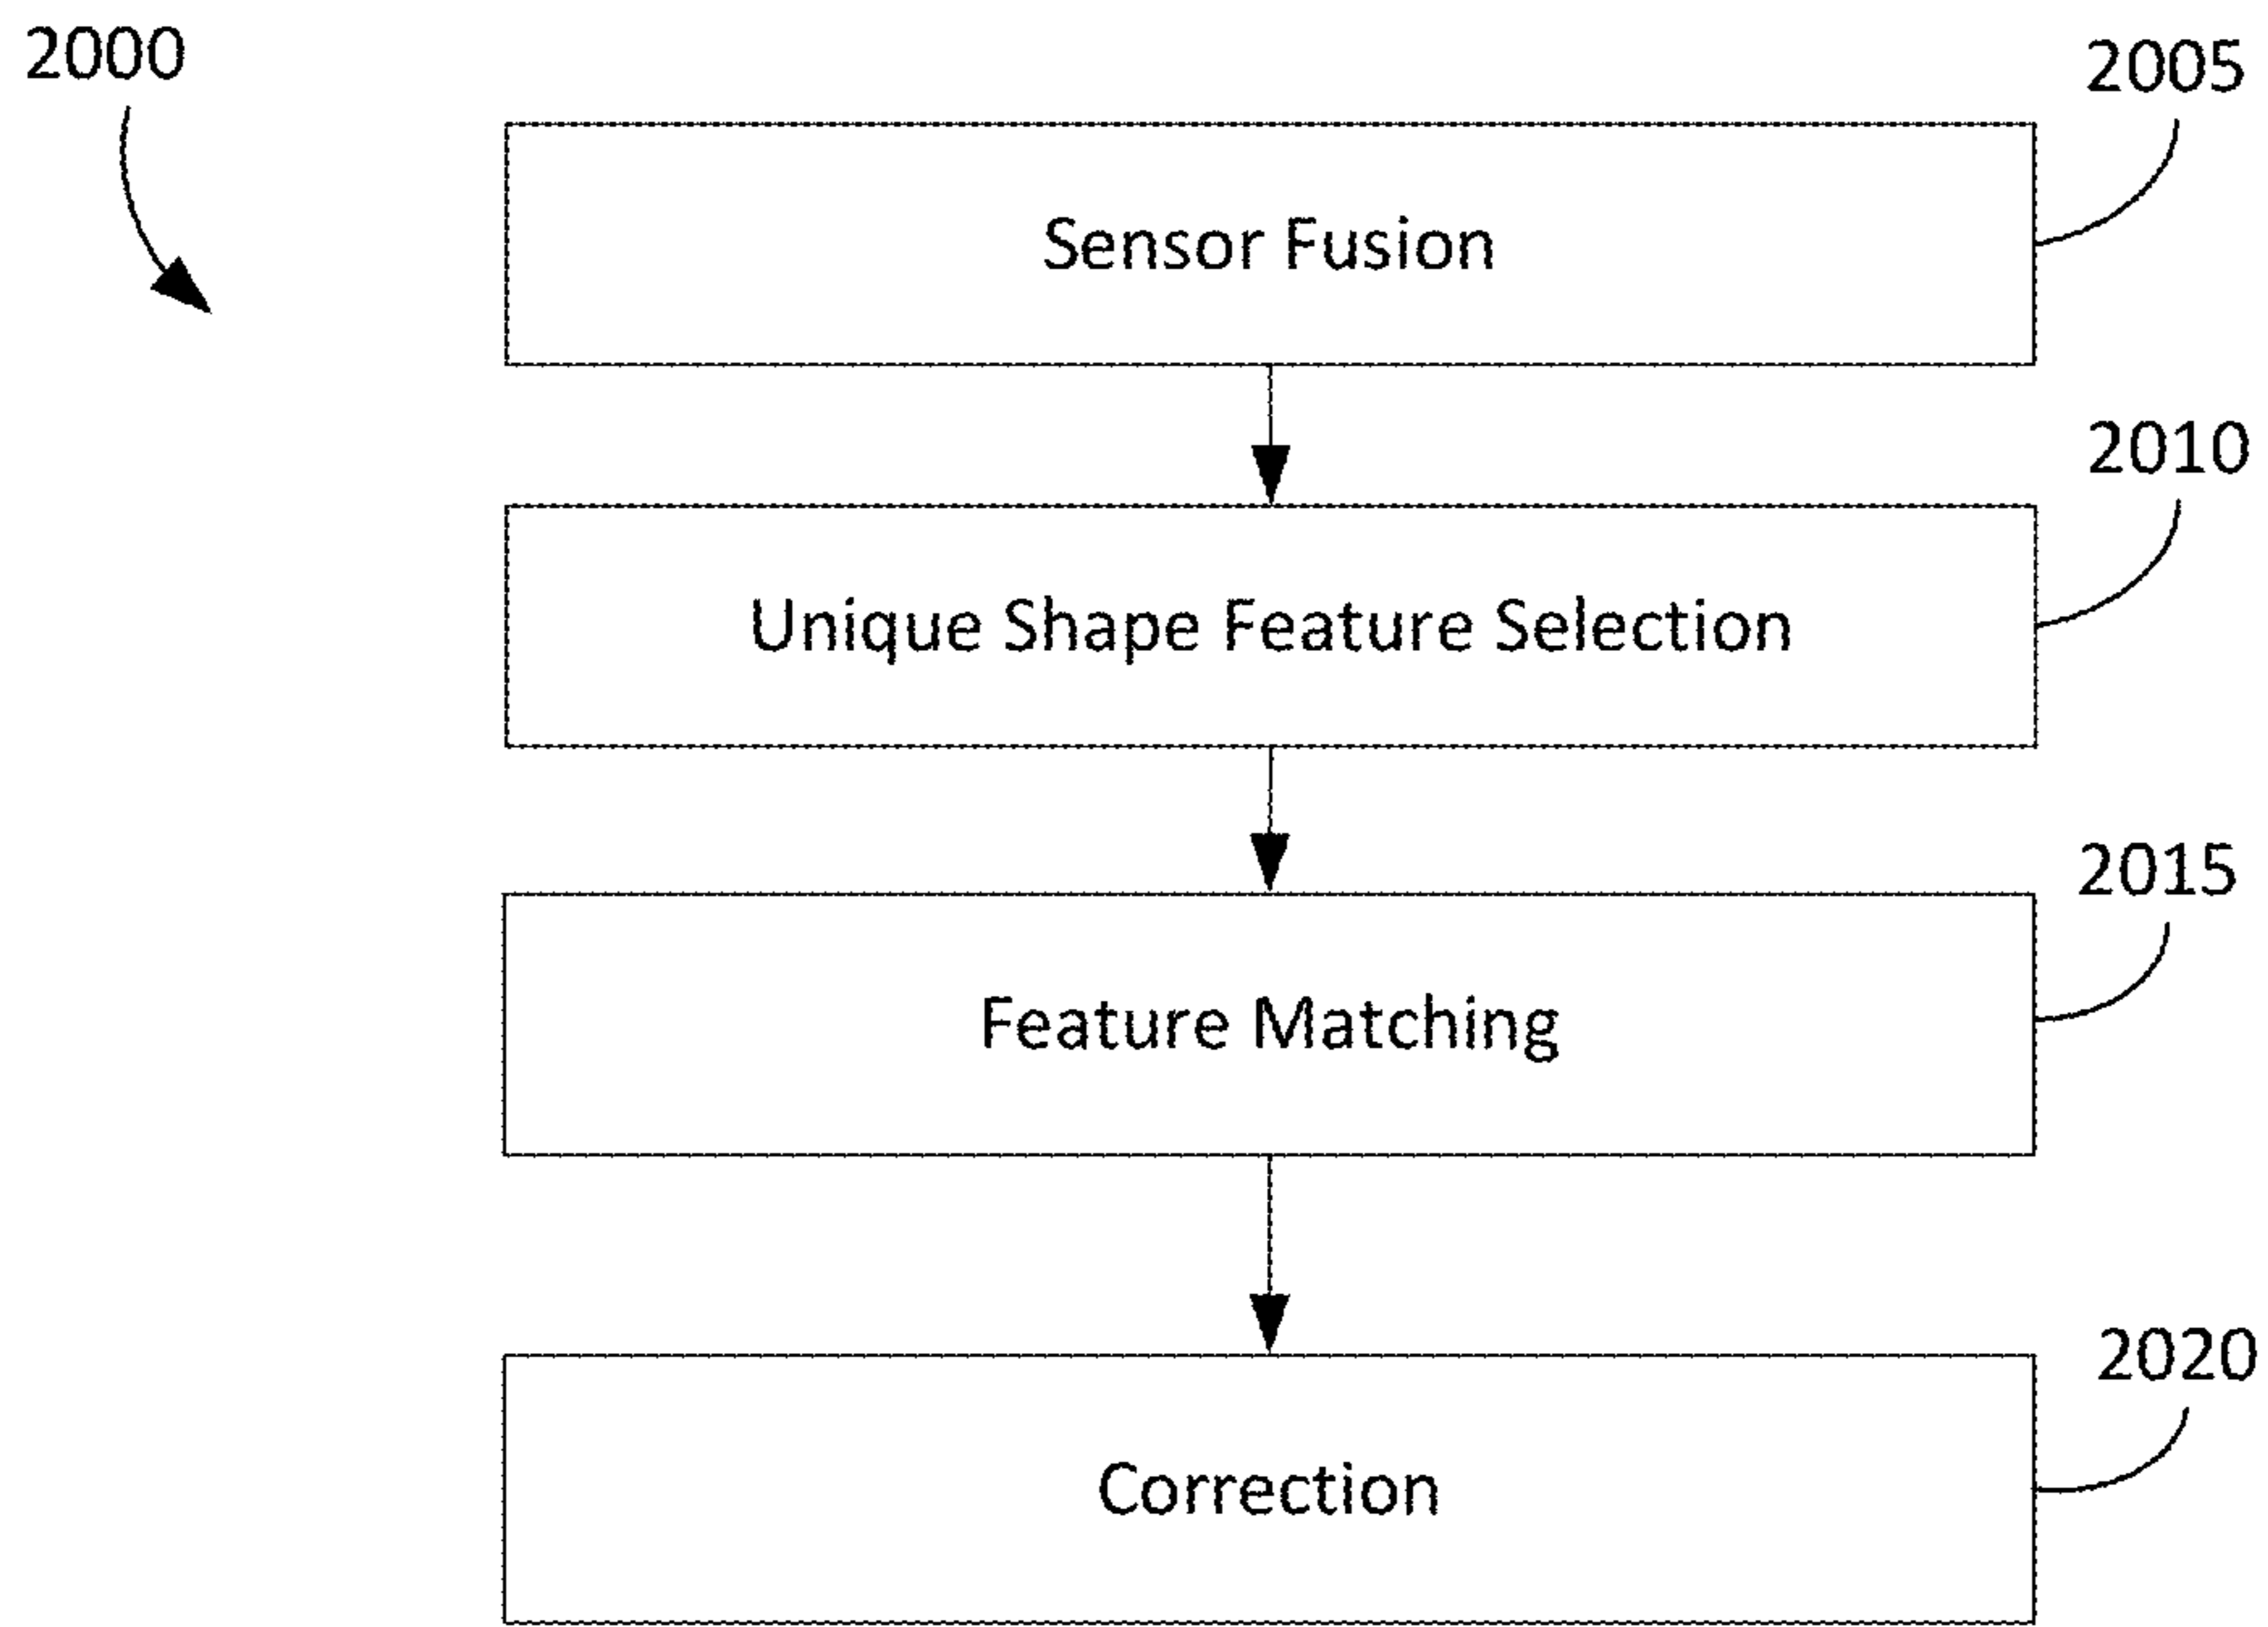 2000
2005
Sensor Fusion
2010
Unique Shape Feature Selection
2015
Feature Matching
2020
Correction